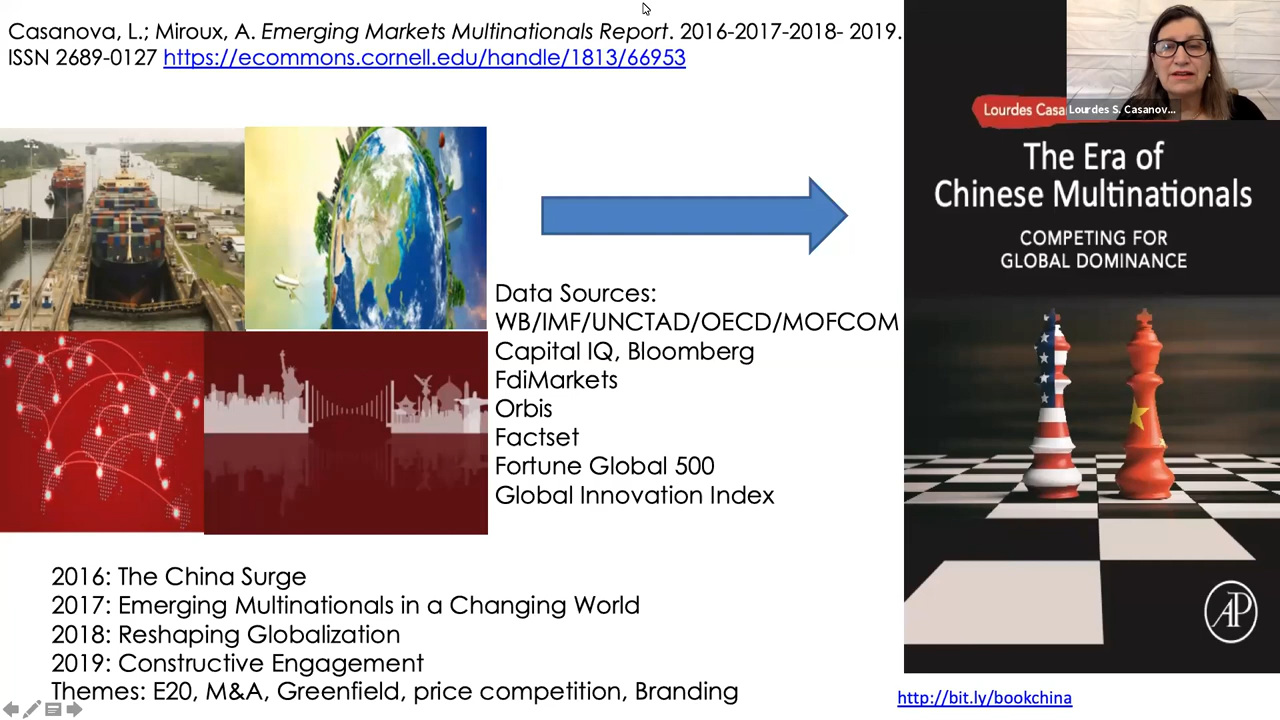 Casanova, L.; Miroux, A. Emerging Markets Multinationals Report. 2016-2017-2018- 2019.
ISSN 2689-0127 https://ecommons.cornell.edu/handle/1813/66953
Data Sources:
WB/IMF/UNCTAD/OECD/MOFCOM
Capital IQ, Bloomberg
FdiMarkets
Orbis
Factset
Fortune Global 500
Global Innovation Index
2016: The China Surge
2017: Emerging Multinationals in a Changing World
2018: Reshaping Globalization
2019: Constructive Engagement
Themes: E20, M&A, Greenfield, price competition, Branding
Lourdes S. Casanov...
Lourdes Casa
The Era of
Chinese Multinationals
COMPETING FOR
GLOBAL DOMINANCE
AP
http://bit.ly/bookchina